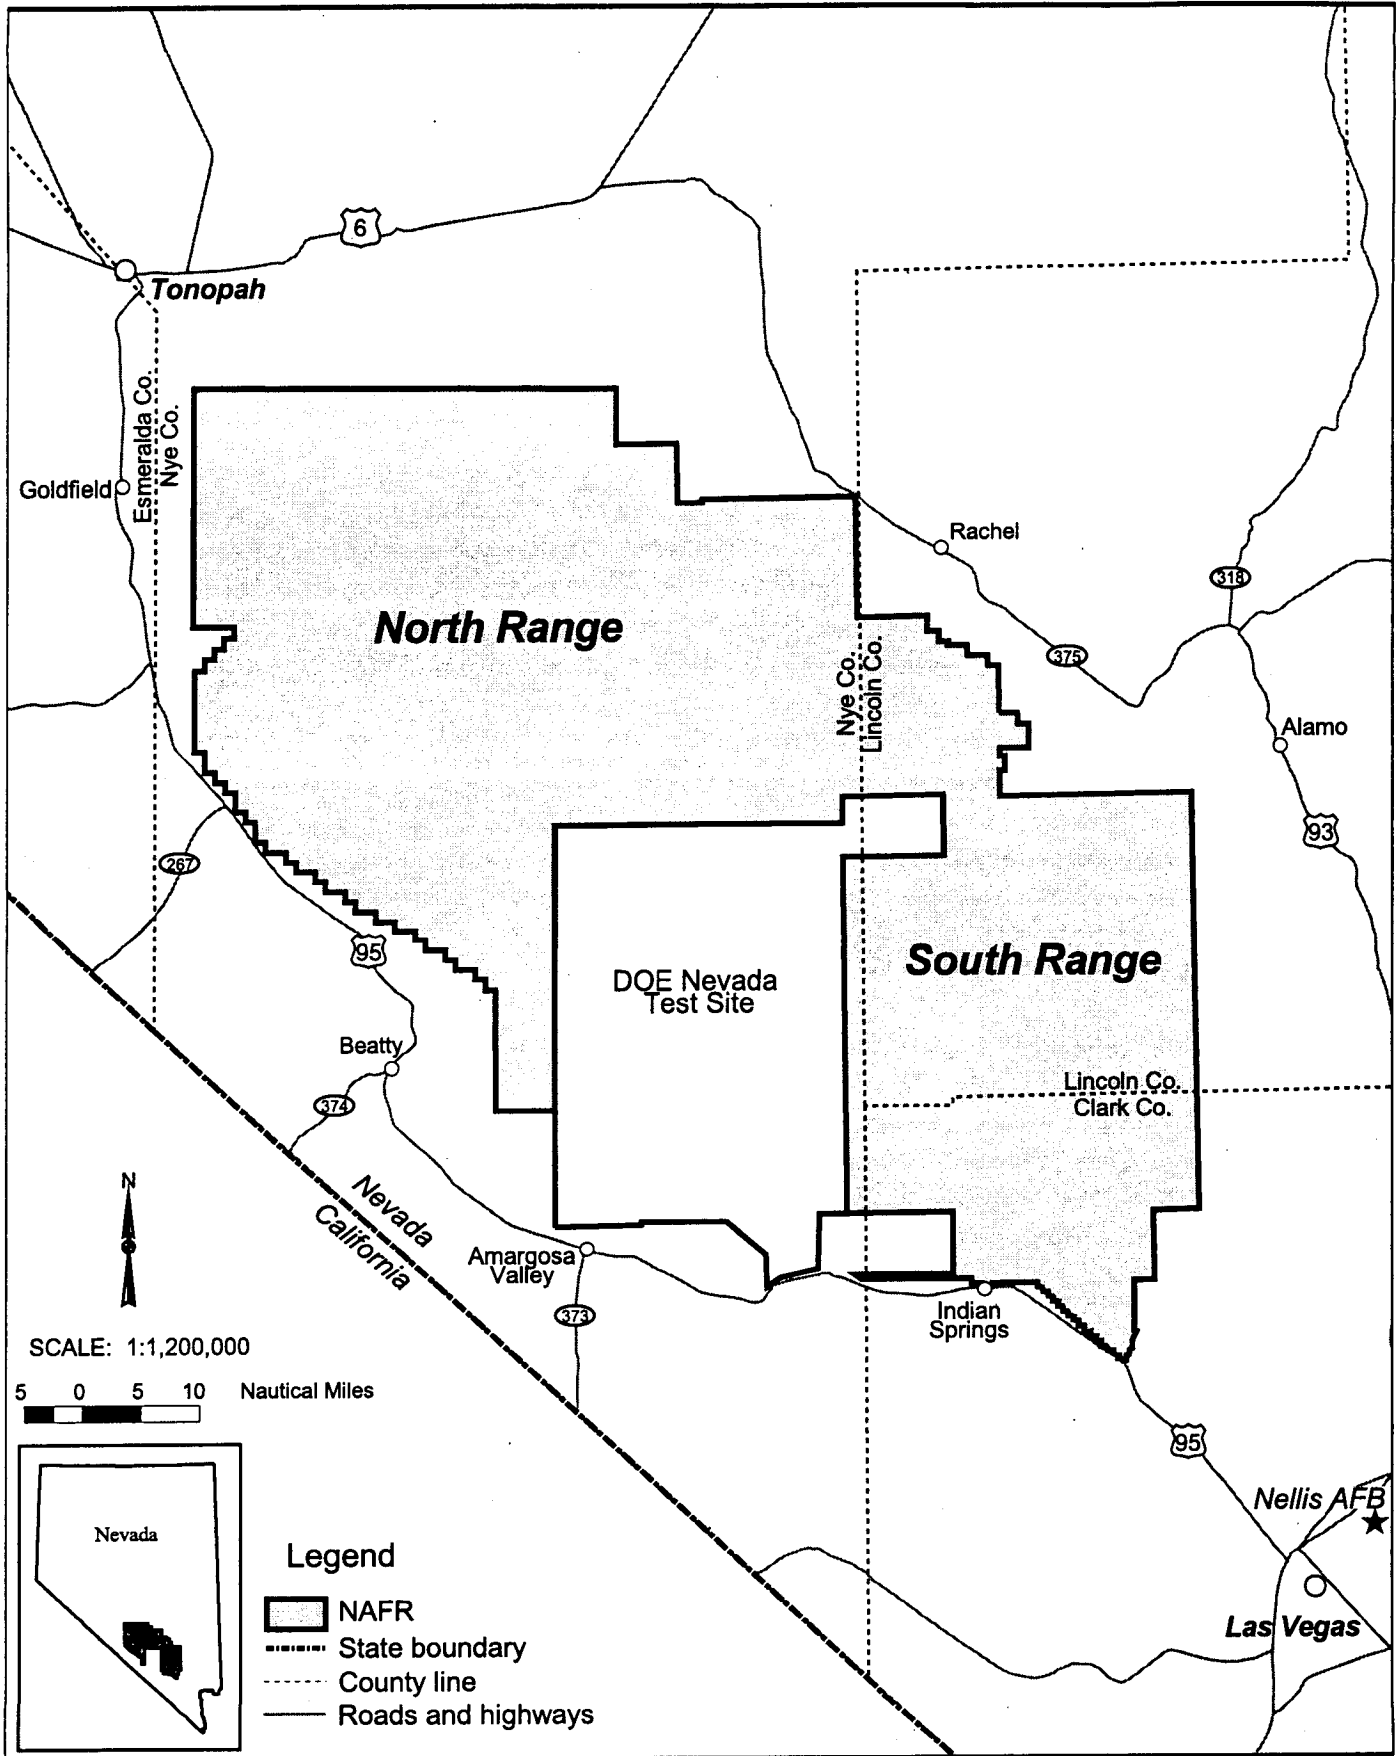 6
Tonopah
Esmeralda Co.
Nye Co.
Goldfield
Rachel
318
North Range
375
Nye Co.
Lincoln Co.
Alamo
93
267
95
South Range
DOE Nevada
Test Site
Beatty
374
Lincoln Co.
Clark Co.
N
Nevada
California
Amargosa
Valley
373
Indian
Springs
SCALE: 1:1,200,000
5 0 5 10 Nautical Miles
95
Nellis AFB
Las Vegas
Nevada
Legend
NAFR
State boundary
County line
Roads and highways